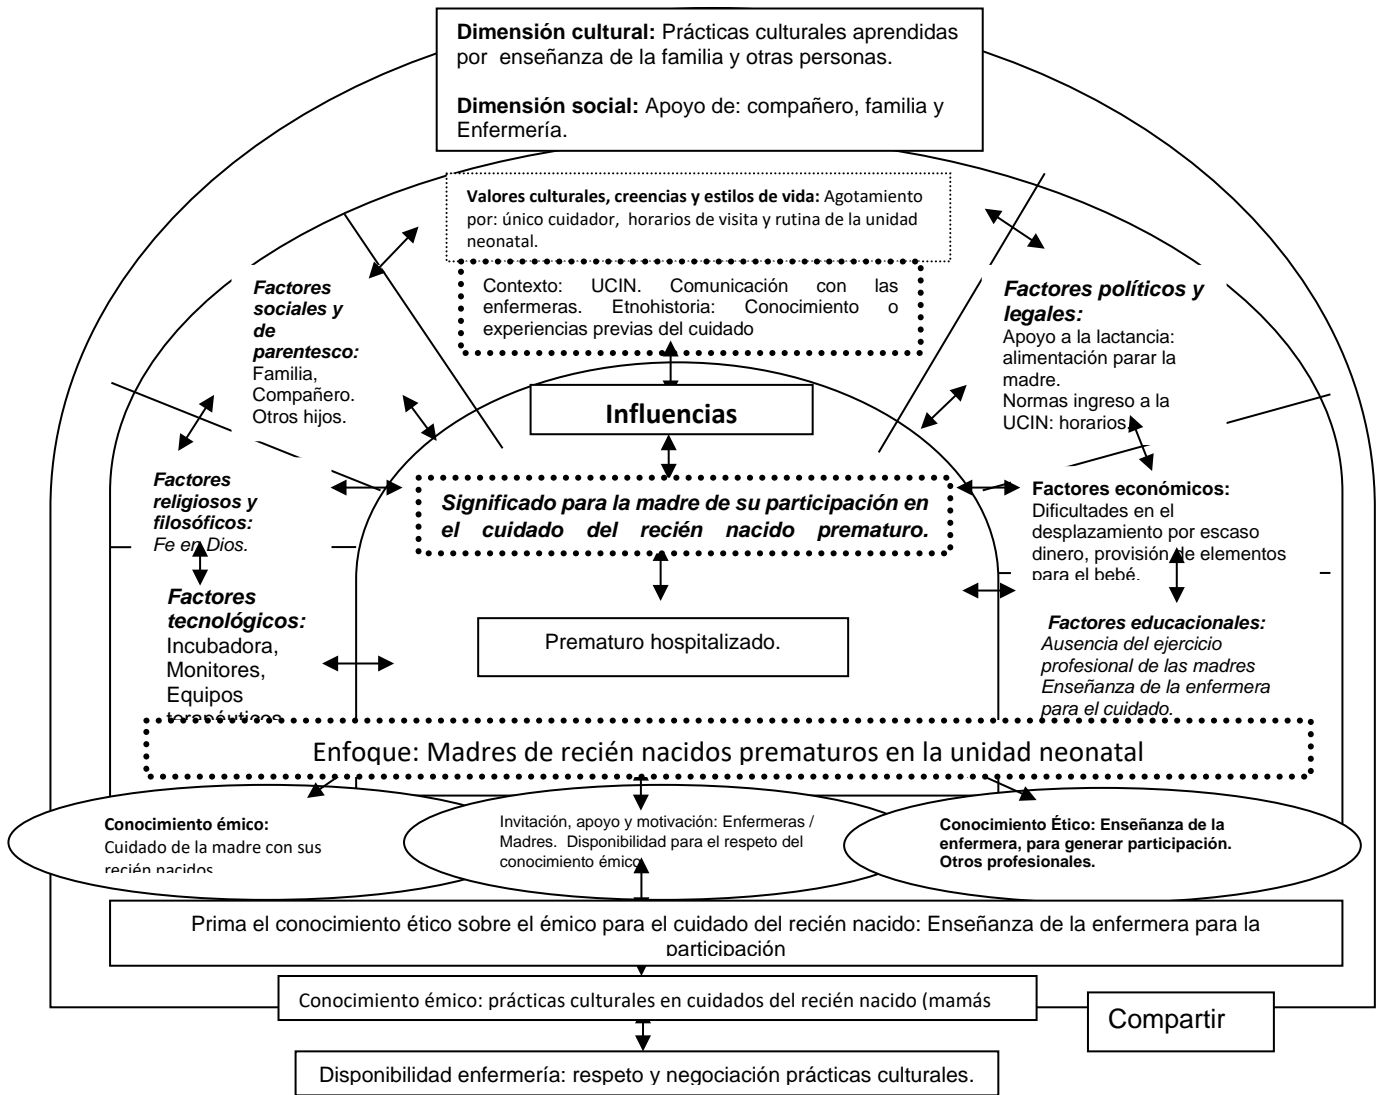 Dimensión cultural: Prácticas culturales aprendidas
por enseñanza de la familia y otras personas.
Dimensión social: Apoyo de: compañero, familia y
Enfermería.
Valores culturales, creencias y estilos de vida: Agotamiento
por: único cuidador, horarios de visita y rutina de la unidad
neonatal.
Contexto: UCIN. Comunicación con las
enfermeras. Etnohistoria: Conocimiento o
experiencias previas del cuidado
Factores
sociales y
de
parentesco:
Familia,
Compañero.
Otros hijos.
Factores políticos y
legales:
Apoyo a la lactancia:
alimentación parar la
madre.
Normas ingreso a la
UCIN: horarios
Influencias
Factores
religiosos y
filosóficos:
Fe en Dios.
Significado para la madre de su participación en
el cuidado del recién nacido prematuro.
Factores económicos:
Dificultades en el
desplazamiento por escaso
dinero, provisión de elementos
para el bebé.
Factores
tecnológicos:
Incubadora,
Monitores,
Equipos
terapéuticos
Prematuro hospitalizado.
Factores educacionales:
Ausencia del ejercicio
profesional de las madres
Enseñanza de la enfermera
para el cuidado.
Enfoque: Madres de recién nacidos prematuros en la unidad neonatal
Conocimiento émico:
Cuidado de la madre con sus
recién nacidos
Invitación, apoyo y motivación: Enfermeras /
Madres. Disponibilidad para el respeto del
conocimiento émico
Conocimiento Ético: Enseñanza de la
enfermera, para generar participación.
Otros profesionales.
Prima el conocimiento ético sobre el émico para el cuidado del recién nacido: Enseñanza de la enfermera para la
participación
Conocimiento émico: prácticas culturales en cuidados del recién nacido (mamás
Compartir
Disponibilidad enfermería: respeto y negociación prácticas culturales.